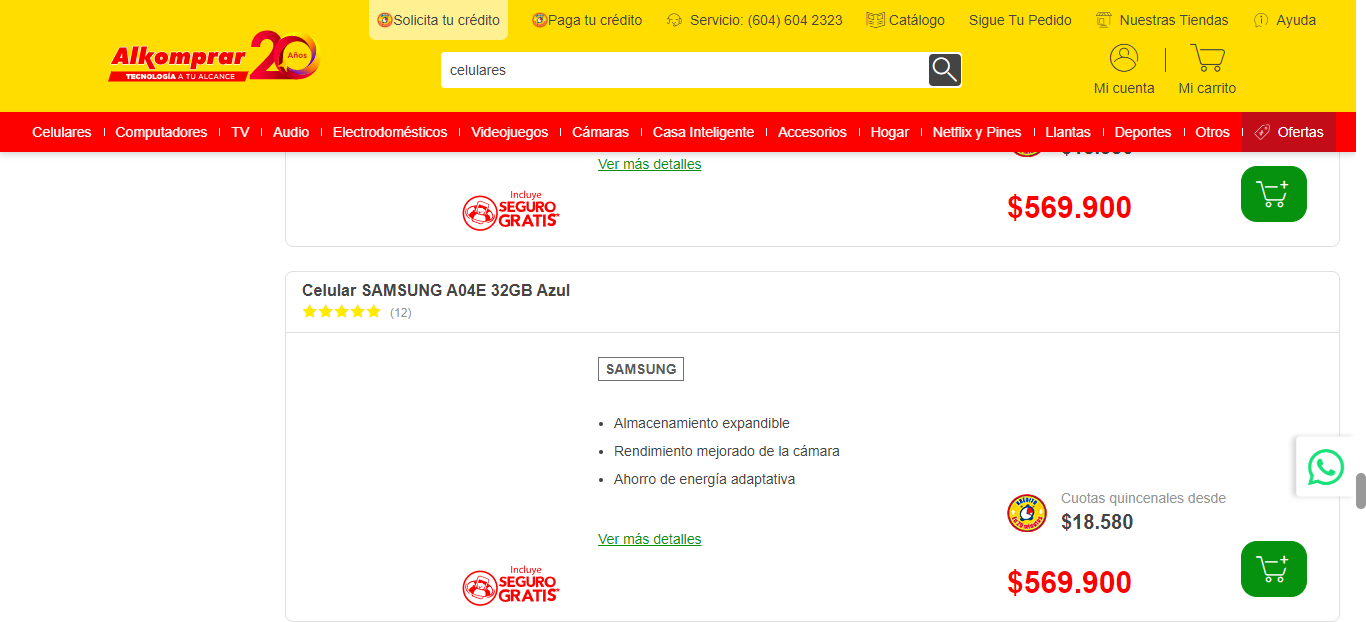 Solicita tu crédito
Paga tu crédito
Servicio: (604) 604 2323
Catálogo
Sigue Tu Pedido
Nuestras Tiendas
Ayuda
Alkomprar 20 Años
TECNOLOGÍA A TU ALCANCE
celulares
Mi cuenta
Mi carrito
Celulares
Computadores
TV
Audio
Electrodomésticos
Videojuegos
Cámaras
Casa Inteligente
Accesorios
Hogar
Netflix y Pines
Llantas
Deportes
Otros
Ofertas
Ver más detalles
Incluye
SEGURO
GRATIS*
$569.900
Celular SAMSUNG A04E 32GB Azul
(12)
SAMSUNG
• Almacenamiento expandible
• Rendimiento mejorado de la cámara
• Ahorro de energía adaptativa
Cuotas quincenales desde
$18.580
Ver más detalles
Incluye
SEGURO
GRATIS*
$569.900